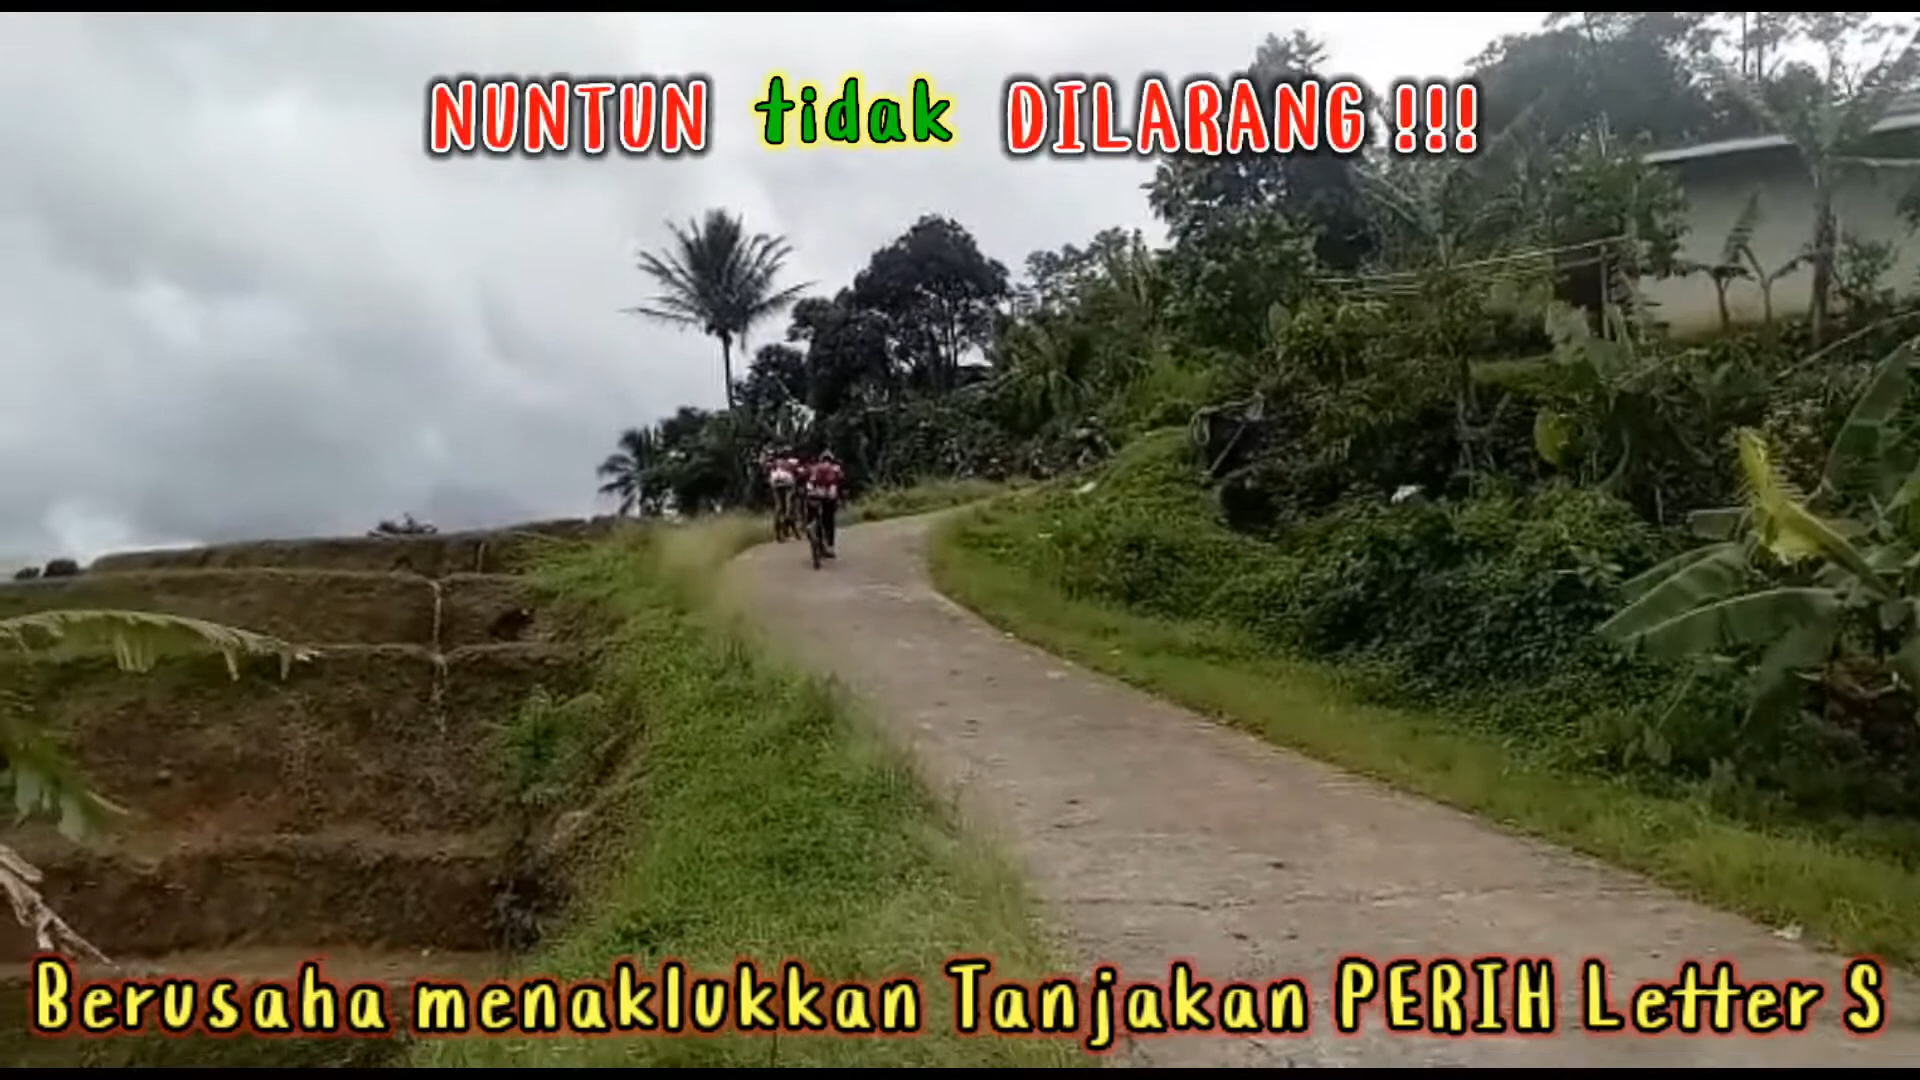 NUNTUN tidak DILARANG !!!
Berusaha menaklukkan Tanjakan PERIH Letter S